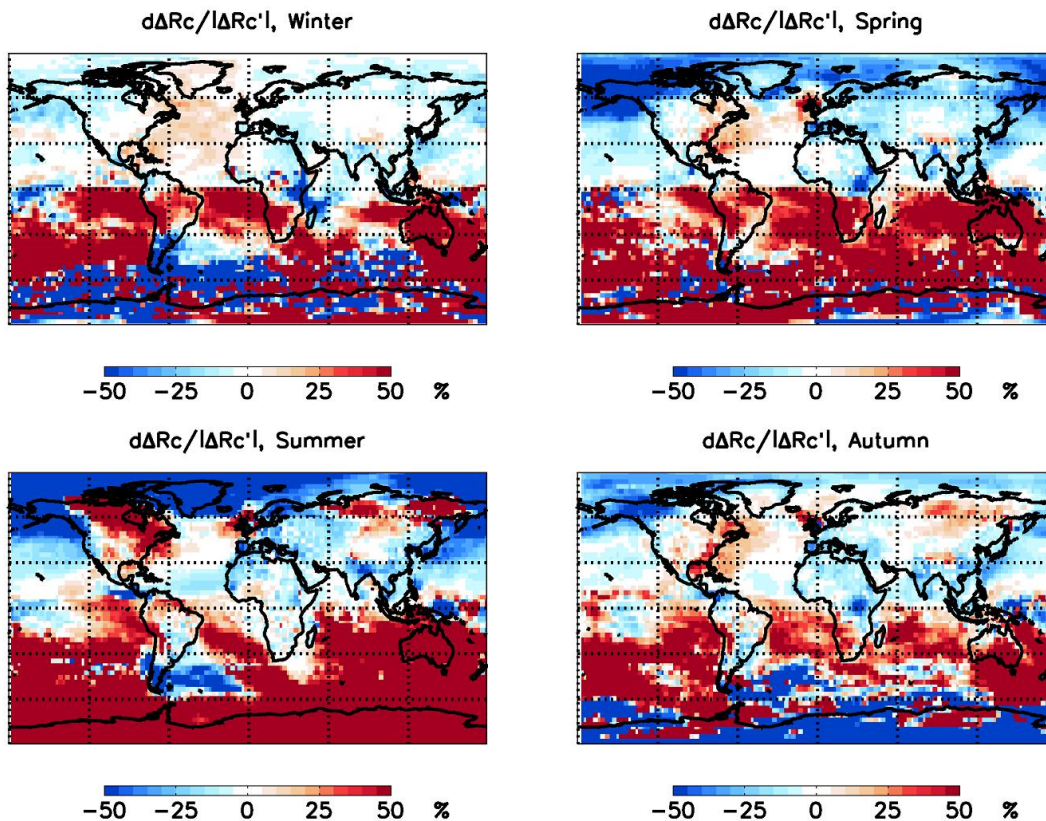 dΔRc/|ΔRc'|, Winter
dΔRc/|ΔRc'|, Spring
-50 -25 0 25 50 %
-50 -25 0 25 50 %
dΔRc/|ΔRc'|, Summer
dΔRc/|ΔRc'|, Autumn
-50 -25 0 25 50 %
-50 -25 0 25 50 %